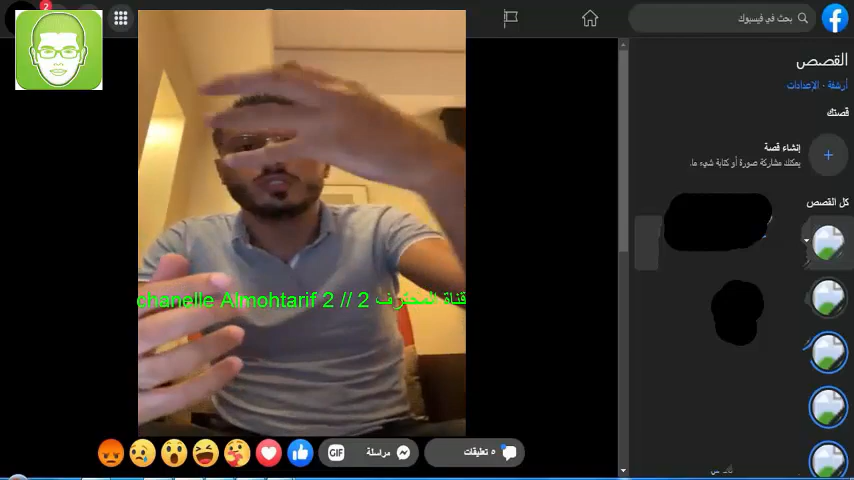 2
بحث في فيسبوك
القصص
أرشفة · الإعدادات
قصتك
إنشاء قصة
يمكنك مشاركة صورة أو كتابة شيء ما.
كل القصص
chanelle Almohtarif 2 // 2 قناة المحترف
GIF
مراسلة
٥ تعليقات